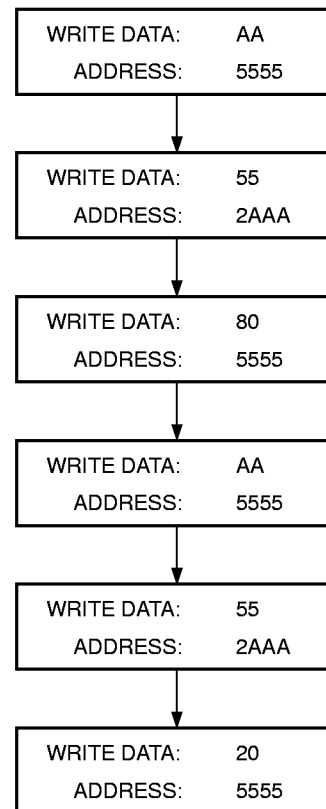 WRITE DATA: AA
ADDRESS: 5555
WRITE DATA: 55
ADDRESS: 2AAA
WRITE DATA: 80
ADDRESS: 5555
WRITE DATA: AA
ADDRESS: 5555
WRITE DATA: 55
ADDRESS: 2AAA
WRITE DATA: 20
ADDRESS: 5555